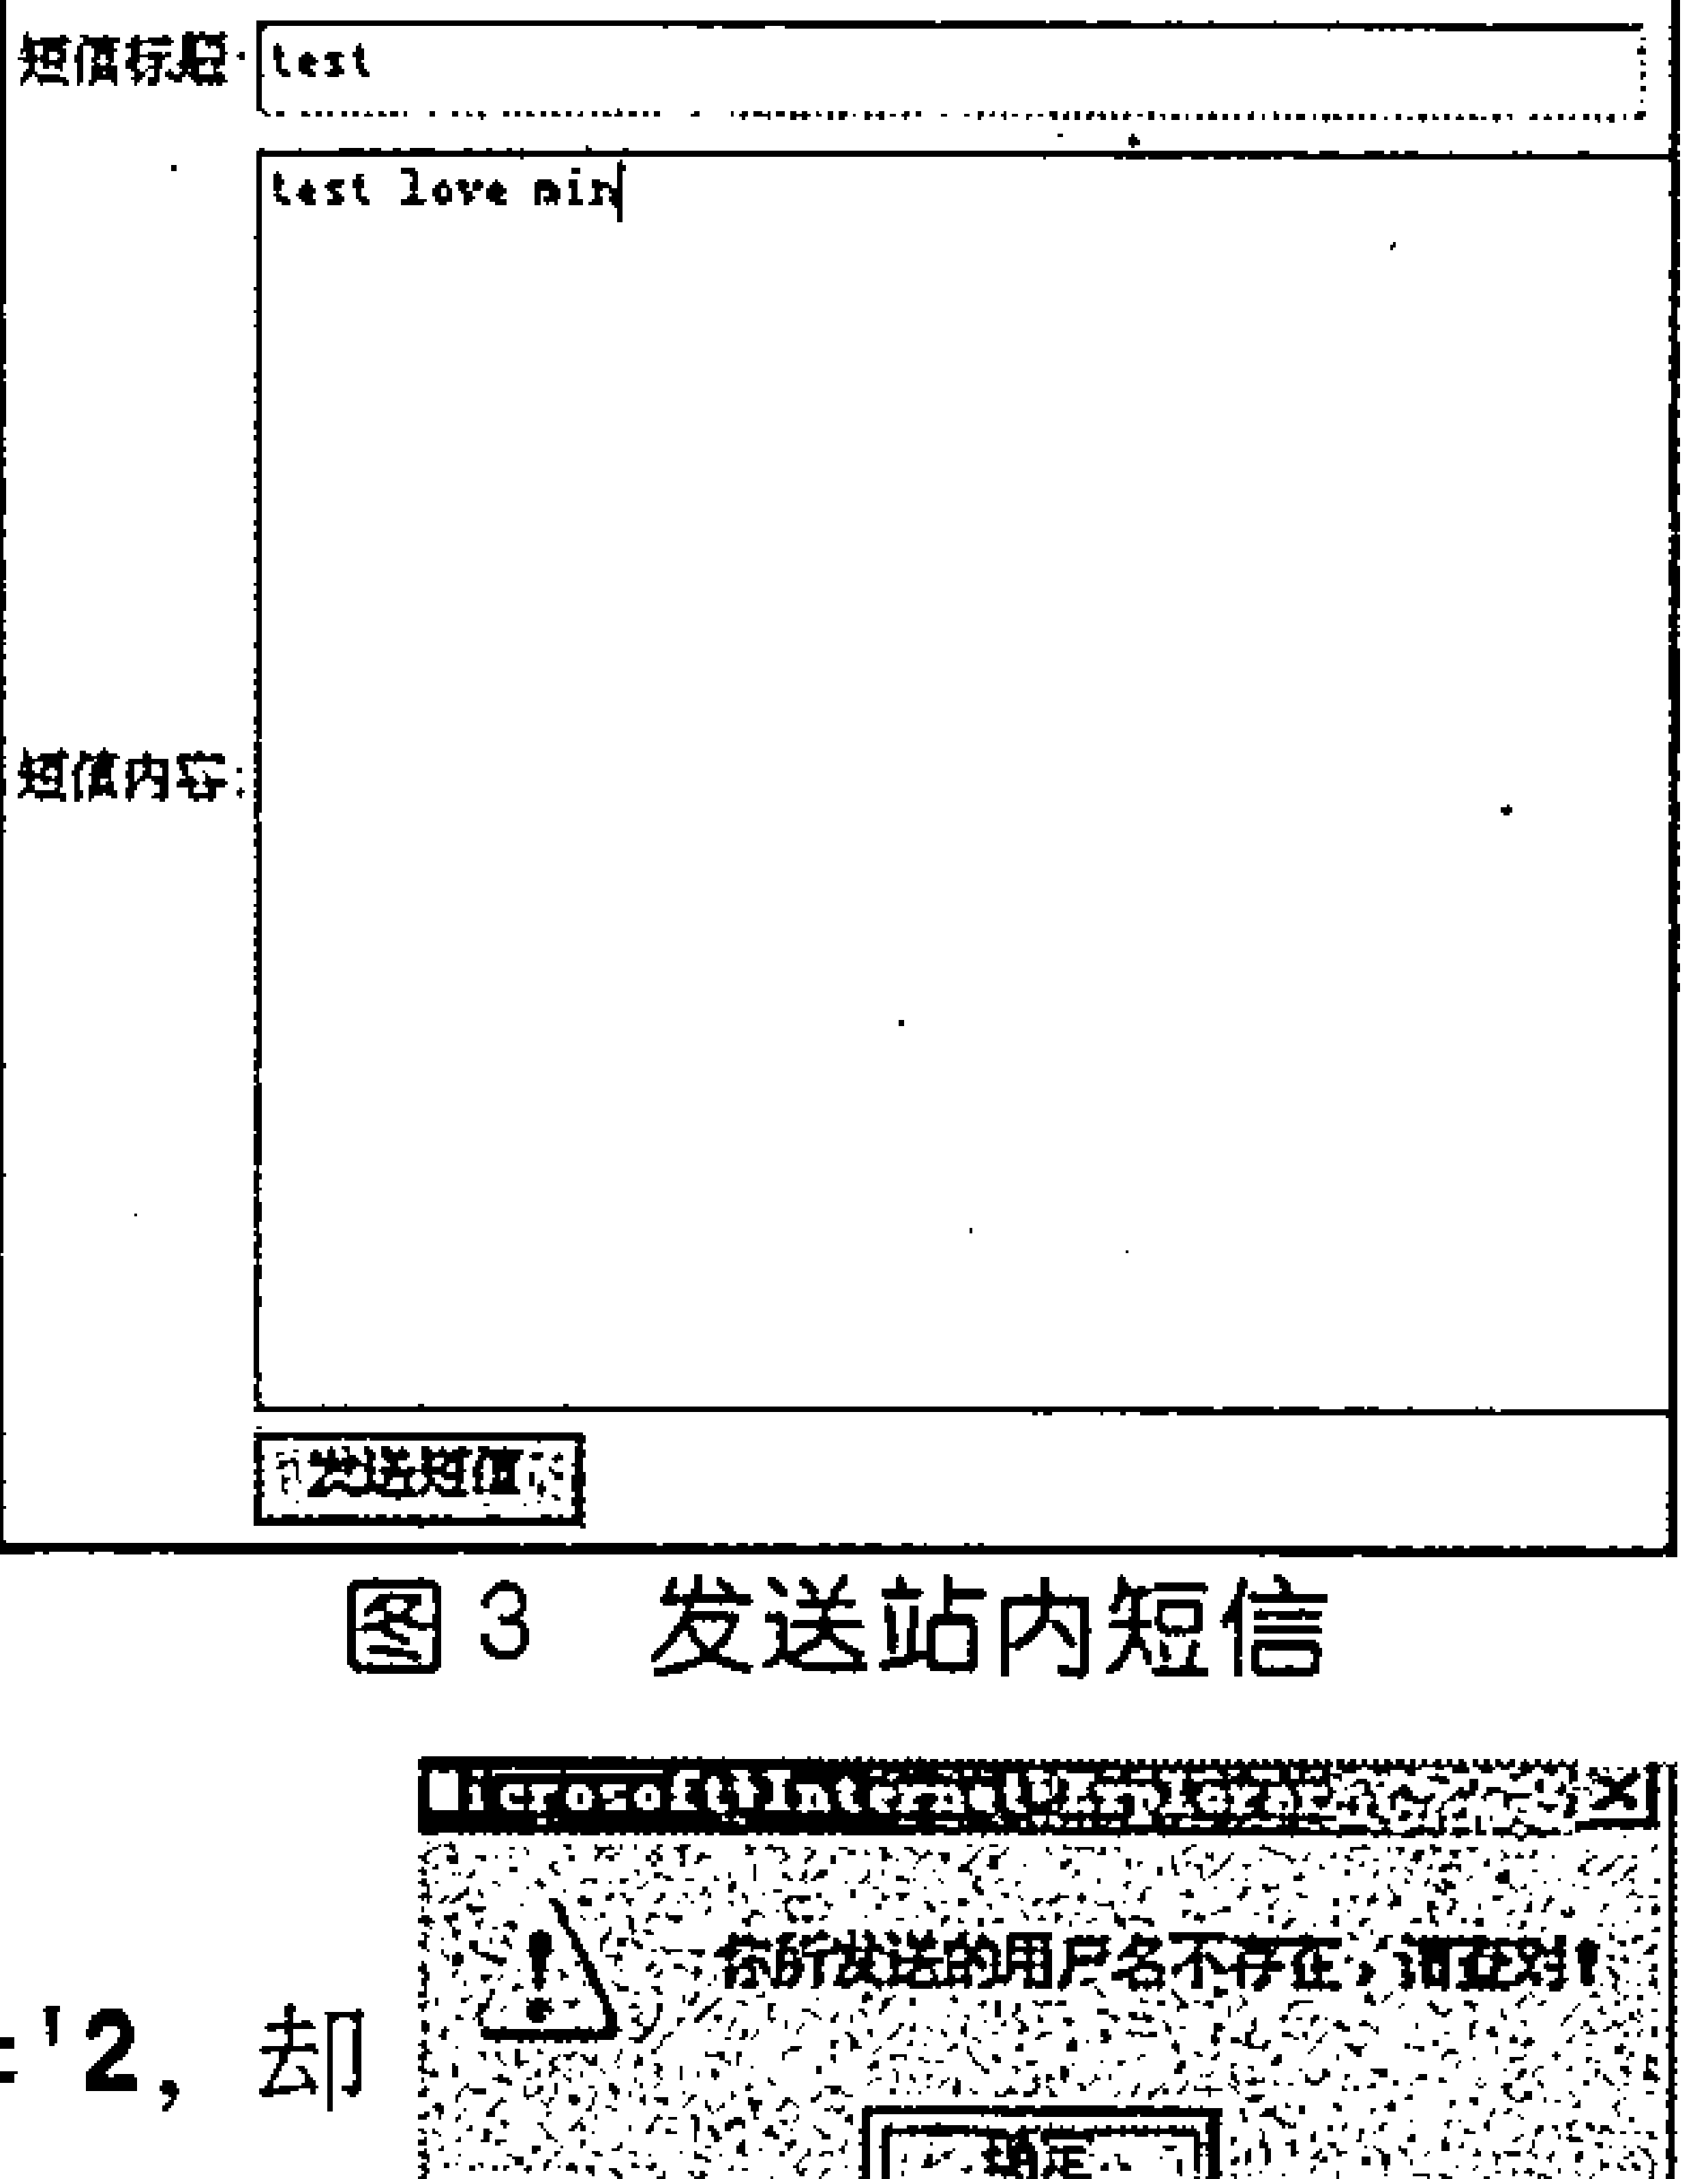 短信标题: test
test love min
短信内容:
发送短信
图3 发送站内短信
Microsoft Internet Explorer
你所发送的用户名不存在，请查对!
='2，却
确定